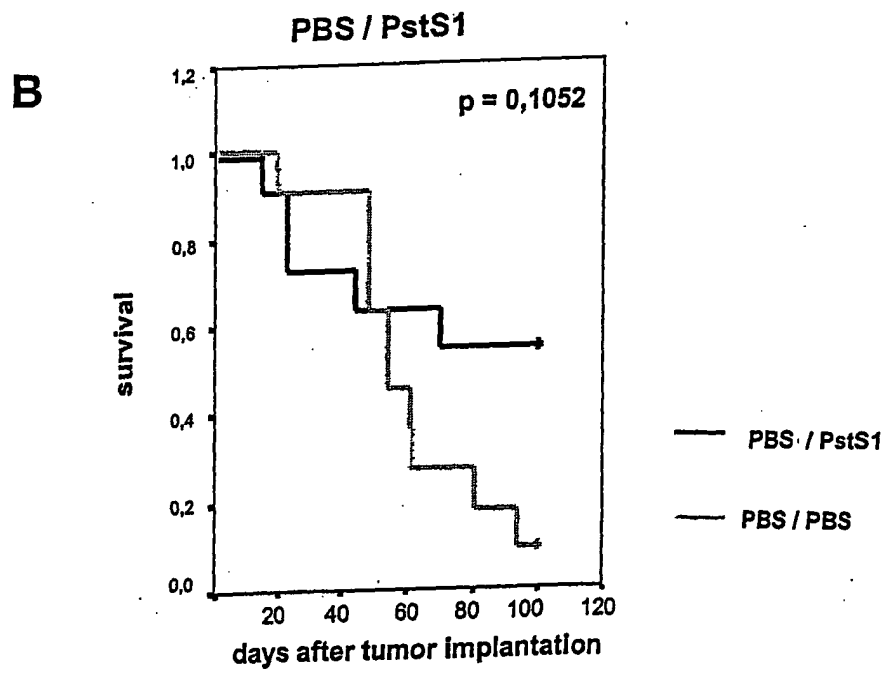 PBS / PstS1
B
p = 0,1052
1,2
1,0
0,8
0,6
0,4
0,2
0,0
survival
20 40 60 80 100 120
days after tumor implantation
PBS / PstS1
PBS / PBS